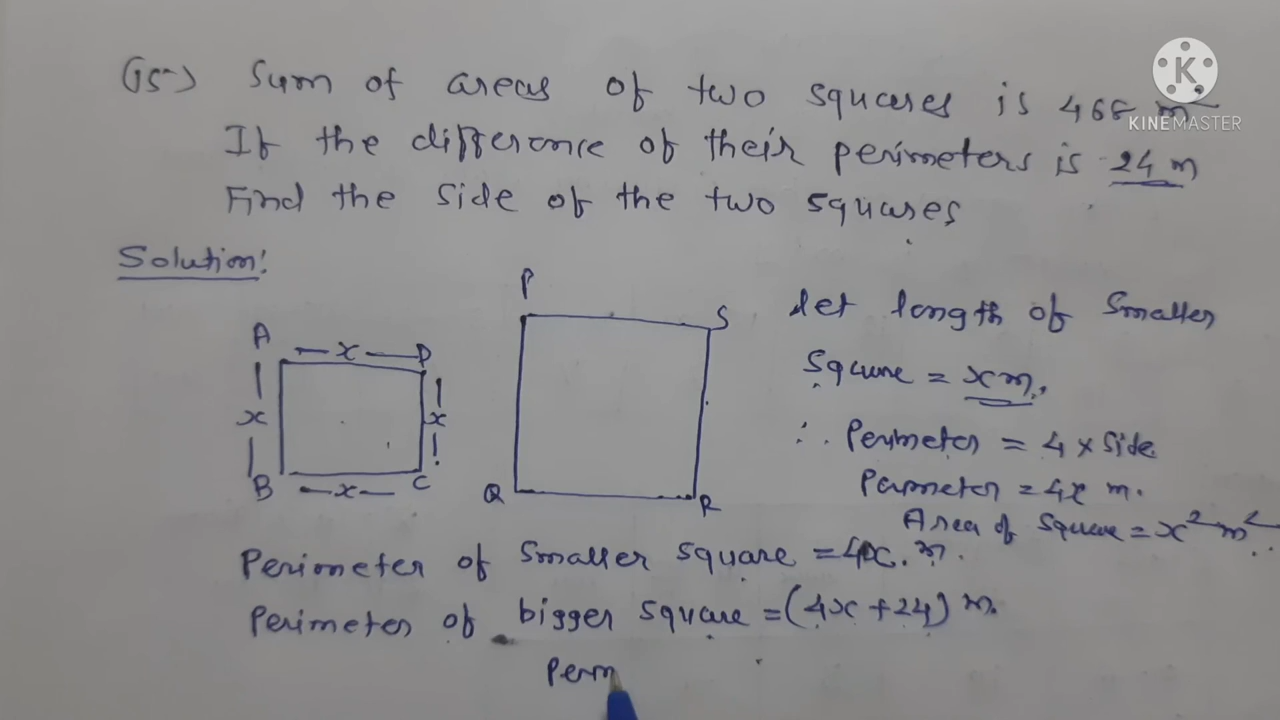 (15) Sum of areas of two squares is 468 m²
If the difference of their perimeters is 24 m
Find the side of the two squares
Solution:
A
— x — D
x
x
B
— x —
C
P
S
Q
R
Let length of Smaller
Square = x m.
∴ Perimeter = 4 × Side
Perimeter = 4x m.
Area of Square = x² m²
Perimeter of Smaller square = 4x. m.
Perimeter of bigger square = (4x + 24) m.
Perm
K
KINEMASTER